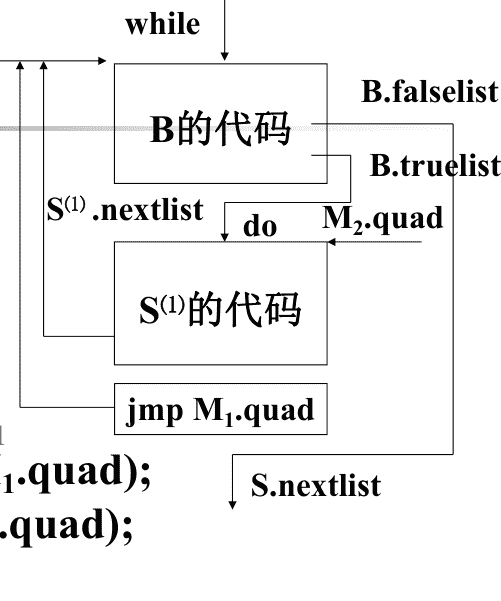 while
B.falselist
B的代码
B.truelist
S⁽¹⁾.nextlist
do
M₂.quad
S⁽¹⁾的代码
jmp M₁.quad
₁.quad);
S.nextlist
.quad);